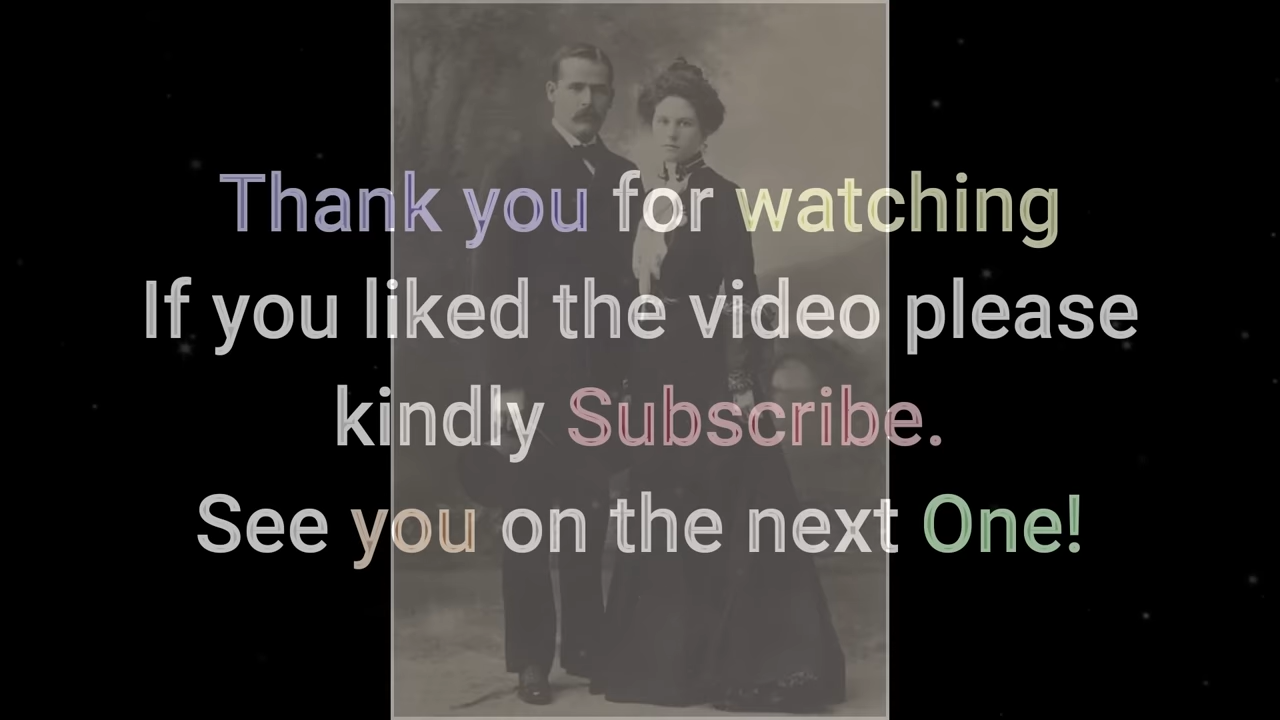 Thank you for watching
If you liked the video please
kindly Subscribe.
See you on the next One!